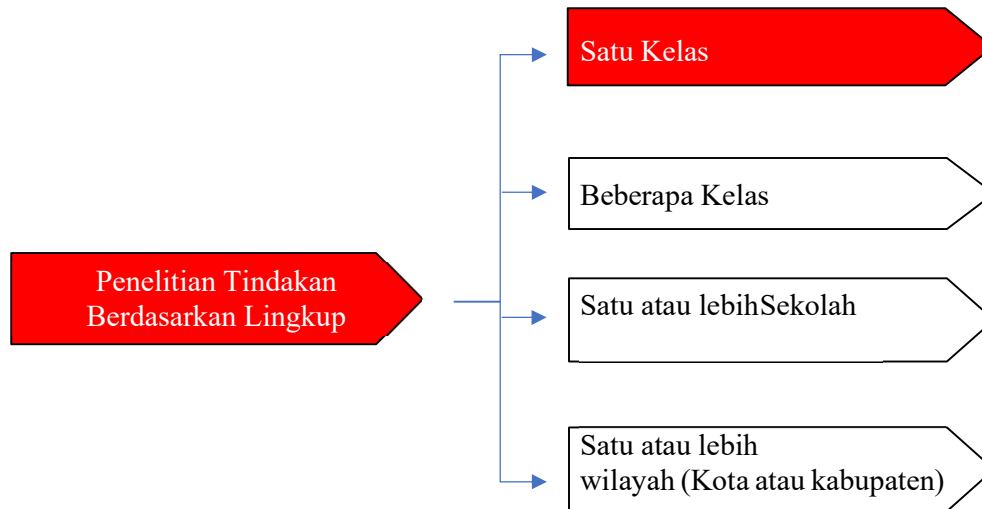 Satu Kelas
Beberapa Kelas
Penelitian Tindakan
Berdasarkan Lingkup
Satu atau lebihSekolah
Satu atau lebih
wilayah (Kota atau kabupaten)